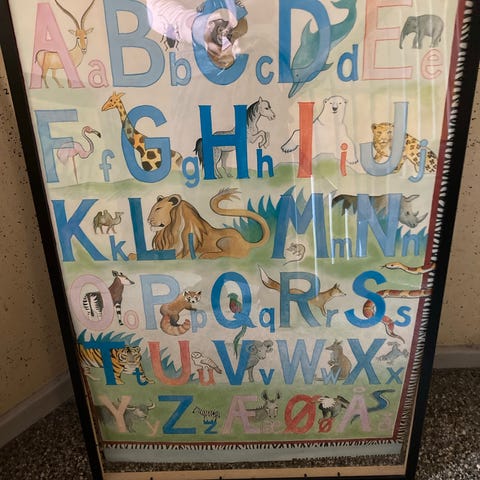 A a B b C c D d E e
F f G g H h I i J j
K k L l M m N n
O o P p Q q R r S s
T t U u V v W w X x
Y y Z z Æ æ Ø ø Å å